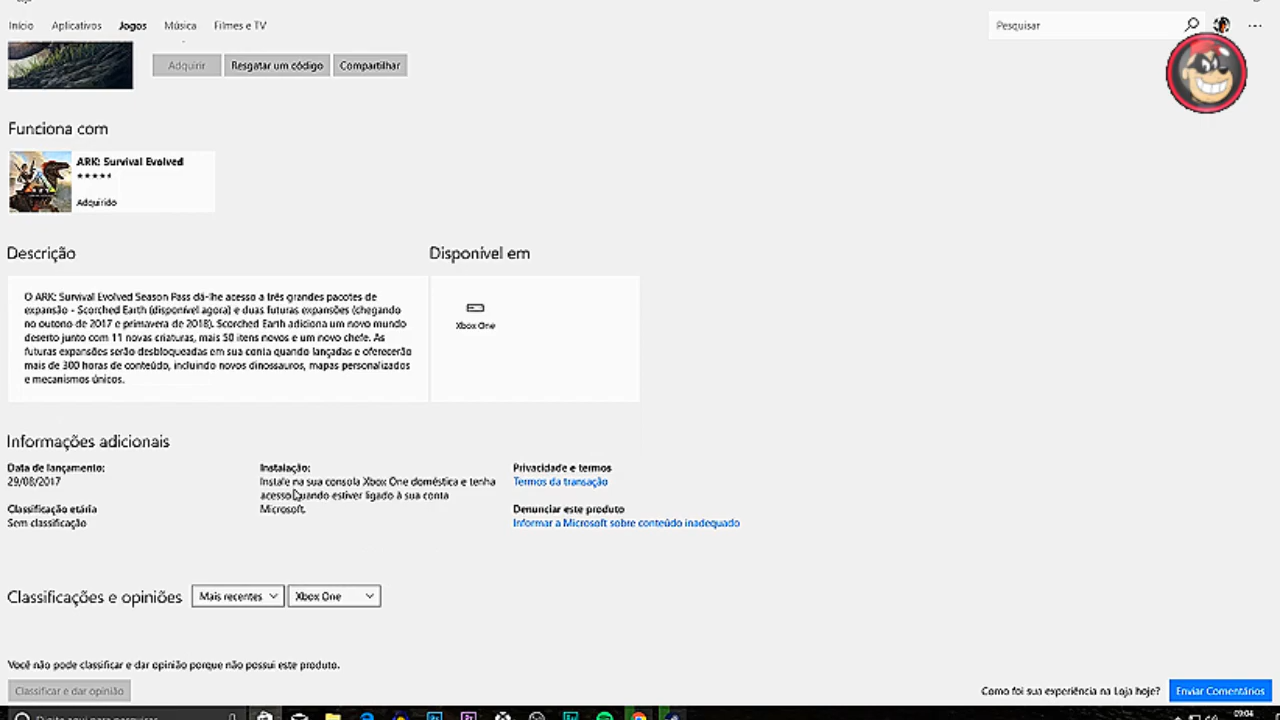 Início Aplicativos Jogos Música Filmes e TV Pesquisar
Adquirir Resgatar um código Compartilhar
Funciona com
ARK: Survival Evolved
Adquirido
Descrição Disponível em
O ARK: Survival Evolved Season Pass dá-lhe acesso a três grandes pacotes de
expansão - Scorched Earth (disponível agora) e duas futuras expansões (chegando
no outono de 2017 e primavera de 2018). Scorched Earth adiciona um novo mundo
deserto junto com 11 novas criaturas, mais 50 itens novos e um novo chefe. As
futuras expansões serão desbloqueadas em sua conta quando lançadas e oferecerão
mais de 300 horas de conteúdo, incluindo novos dinossauros, mapas personalizados
e mecanismos únicos.
Xbox One
Informações adicionais
Data de lançamento:
29/08/2017
Classificação etária
Sem classificação
Instalação:
Instale na sua consola Xbox One doméstica e tenha
acesso quando estiver ligado à sua conta
Microsoft.
Privacidade e termos
Termos da transação
Denunciar este produto
Informar a Microsoft sobre conteúdo inadequado
Classificações e opiniões Mais recentes Xbox One
Você não pode classificar e dar opinião porque não possui este produto.
Classificar e dar opinião Como foi sua experiência na Loja hoje? Enviar Comentários
Digite aqui para pesquisar 09:04